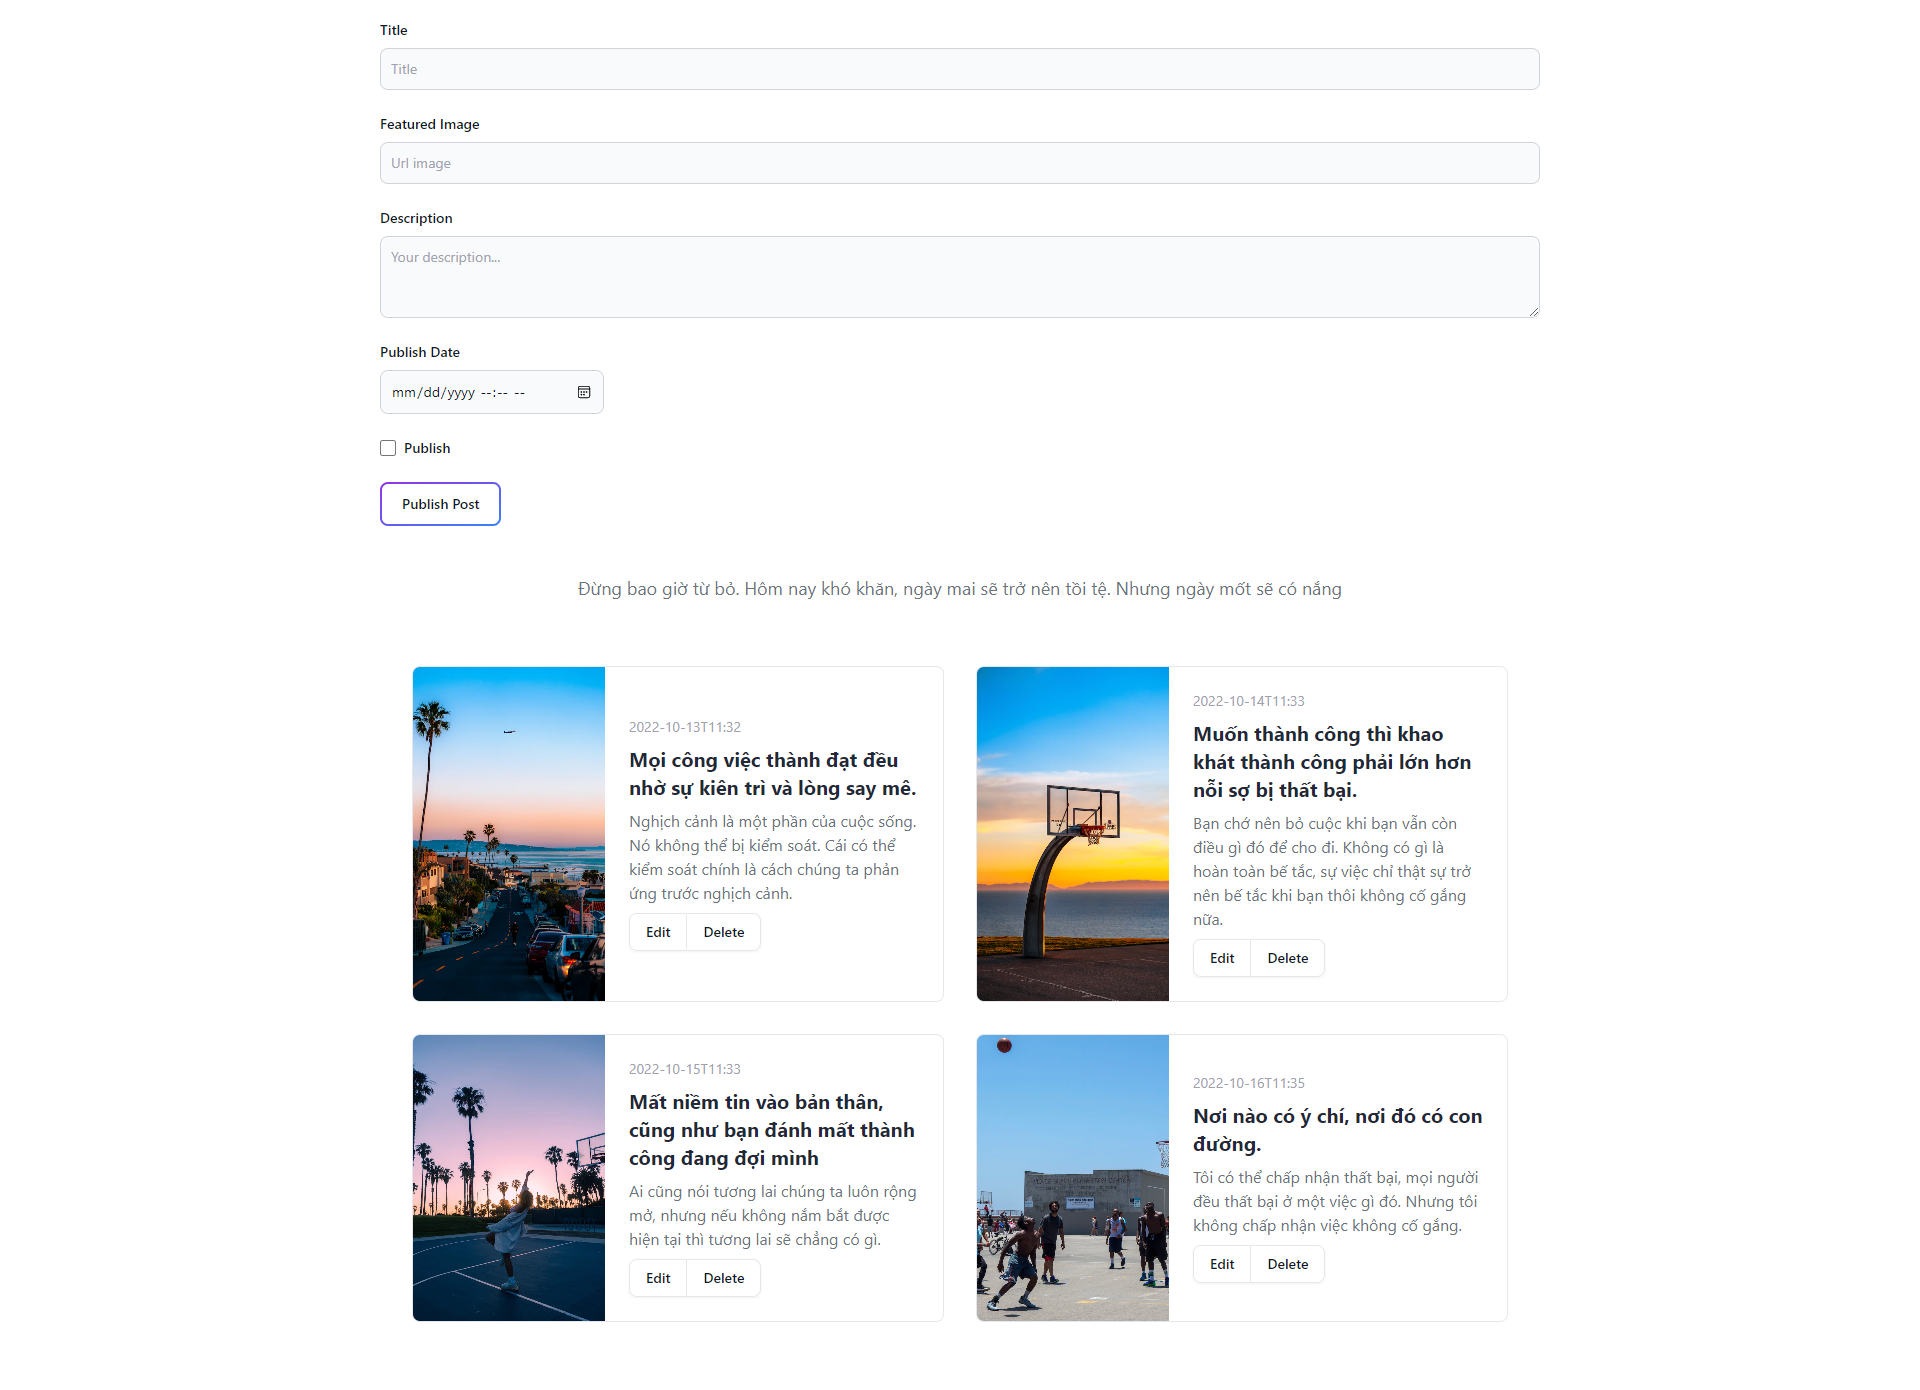 Title
Title
Featured Image
Url image
Description
Your description...
Publish Date
mm/dd/yyyy --:-- --
Publish
Publish Post
Đừng bao giờ từ bỏ. Hôm nay khó khăn, ngày mai sẽ trở nên tồi tệ. Nhưng ngày mốt sẽ có nắng
2022-10-13T11:32
Mọi công việc thành đạt đều
nhờ sự kiên trì và lòng say mê.
Nghịch cảnh là một phần của cuộc sống.
Nó không thể bị kiểm soát. Cái có thể
kiểm soát chính là cách chúng ta phản
ứng trước nghịch cảnh.
Edit
Delete
2022-10-14T11:33
Muốn thành công thì khao
khát thành công phải lớn hơn
nỗi sợ bị thất bại.
Bạn chớ nên bỏ cuộc khi bạn vẫn còn
điều gì đó để cho đi. Không có gì là
hoàn toàn bế tắc, sự việc chỉ thật sự trở
nên bế tắc khi bạn thôi không cố gắng
nữa.
Edit
Delete
2022-10-15T11:33
Mất niềm tin vào bản thân,
cũng như bạn đánh mất thành
công đang đợi mình
Ai cũng nói tương lai chúng ta luôn rộng
mở, nhưng nếu không nắm bắt được
hiện tại thì tương lai sẽ chẳng có gì.
Edit
Delete
2022-10-16T11:35
Nơi nào có ý chí, nơi đó có con
đường.
Tôi có thể chấp nhận thất bại, mọi người
đều thất bại ở một việc gì đó. Nhưng tôi
không chấp nhận việc không cố gắng.
Edit
Delete